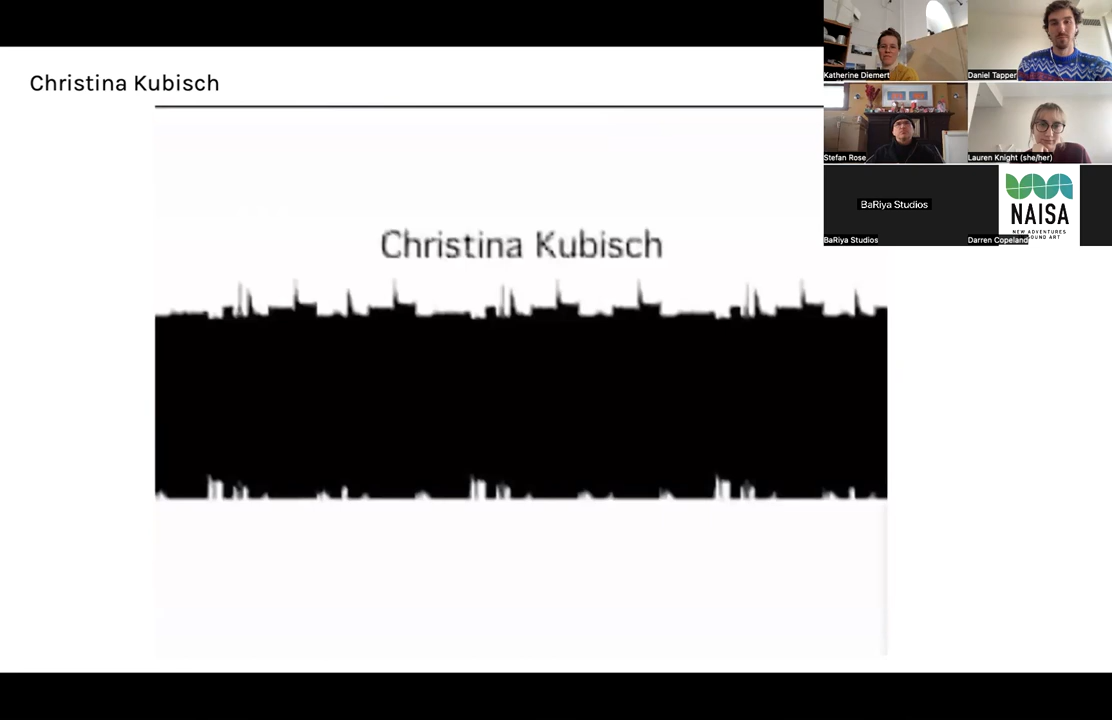 Christina Kubisch
Christina Kubisch
Katherine Diemert
Daniel Tapper
Stefan Rose
Lauren Knight (she/her)
BaRiya Studios
BaRiya Studios
NAISA
NEW ADVENTURES
SOUND ART
Darren Copeland